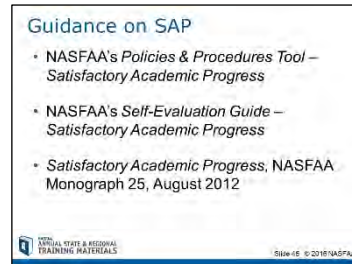 Guidance on SAP
• NASFAA's Policies & Procedures Tool –
Satisfactory Academic Progress
• NASFAA's Self-Evaluation Guide –
Satisfactory Academic Progress
• Satisfactory Academic Progress, NASFAA
Monograph 25, August 2012
ANNUAL STATE & REGIONAL
TRAINING MATERIALS
© 2016 NASFAA